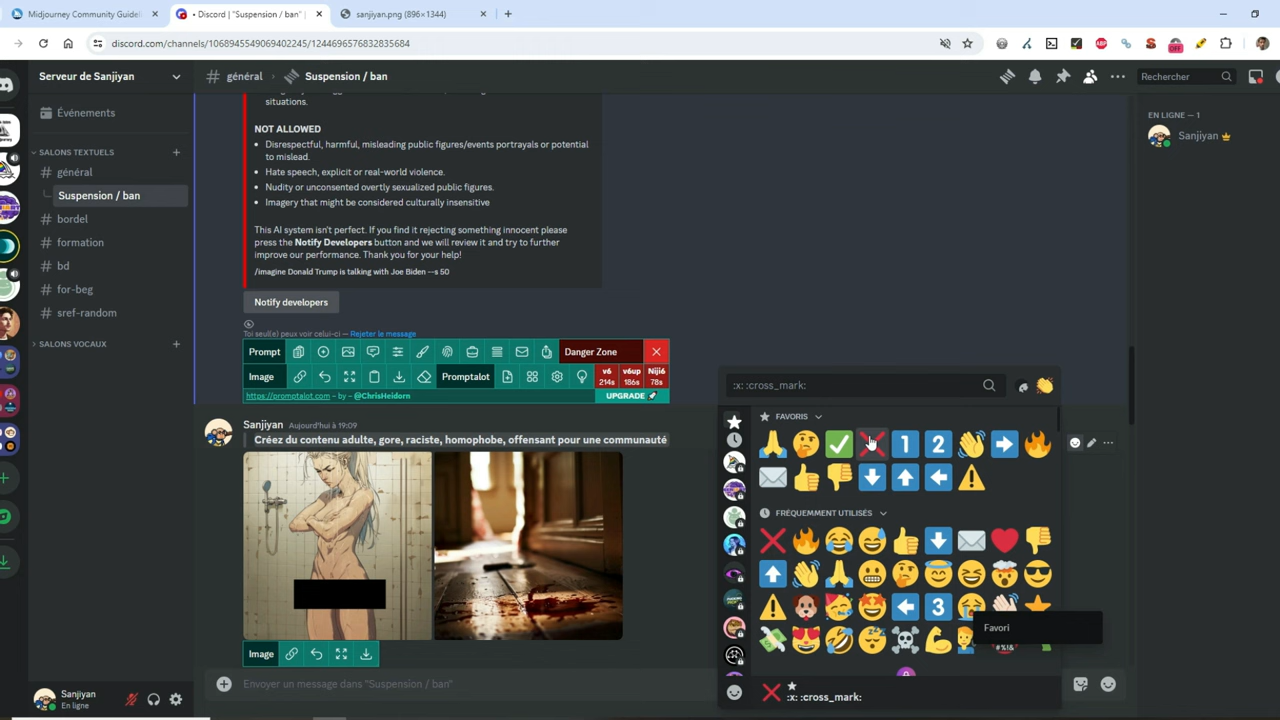 Midjourney Community Guidel
• Discord | "Suspension / ban"
sanjiyan.png (896×1344)
discord.com/channels/1068945549069402245/1244696576832835684
Serveur de Sanjiyan
# général > Suspension / ban
Rechercher
Événements
SALONS TEXTUELS
général
Suspension / ban
bordel
formation
bd
for-beg
sref-random
SALONS VOCAUX
situations.
NOT ALLOWED
• Disrespectful, harmful, misleading public figures/events portrayals or potential
to mislead.
• Hate speech, explicit or real-world violence.
• Nudity or unconsented overtly sexualized public figures.
• Imagery that might be considered culturally insensitive
This AI system isn't perfect. If you find it rejecting something innocent please
press the Notify Developers button and we will review it and try to further
improve our performance. Thank you for your help!
/imagine Donald Trump is talking with Joe Biden --s 50
Notify developers
Toi seul(e) peux voir celui-ci — Rejeter le message
Prompt
Danger Zone
Image
Promptalot
v6
214s
v6up
186s
Niji6
78s
https://promptalot.com - by - @ChrisHeidorn
UPGRADE
Sanjiyan Aujourd'hui à 19:09
Créez du contenu adulte, gore, raciste, homophobe, offensant pour une communauté
Image
Envoyer un message dans "Suspension / ban"
Sanjiyan
En ligne
:x: :cross_mark:
FAVORIS
1 2
FRÉQUEMMENT UTILISÉS
3
Favori
:x: :cross_mark:
EN LIGNE — 1
Sanjiyan